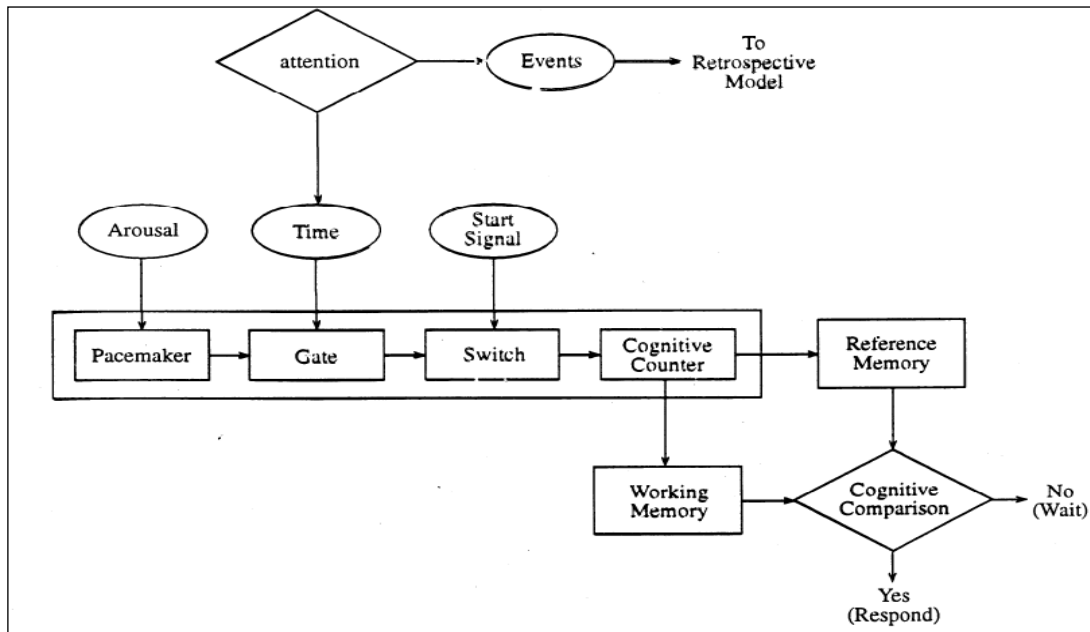 attention
Events
To
Retrospective
Model
Arousal
Time
Start
Signal
Pacemaker
Gate
Switch
Cognitive
Counter
Reference
Memory
Working
Memory
Cognitive
Comparison
No
(Wait)
Yes
(Respond)